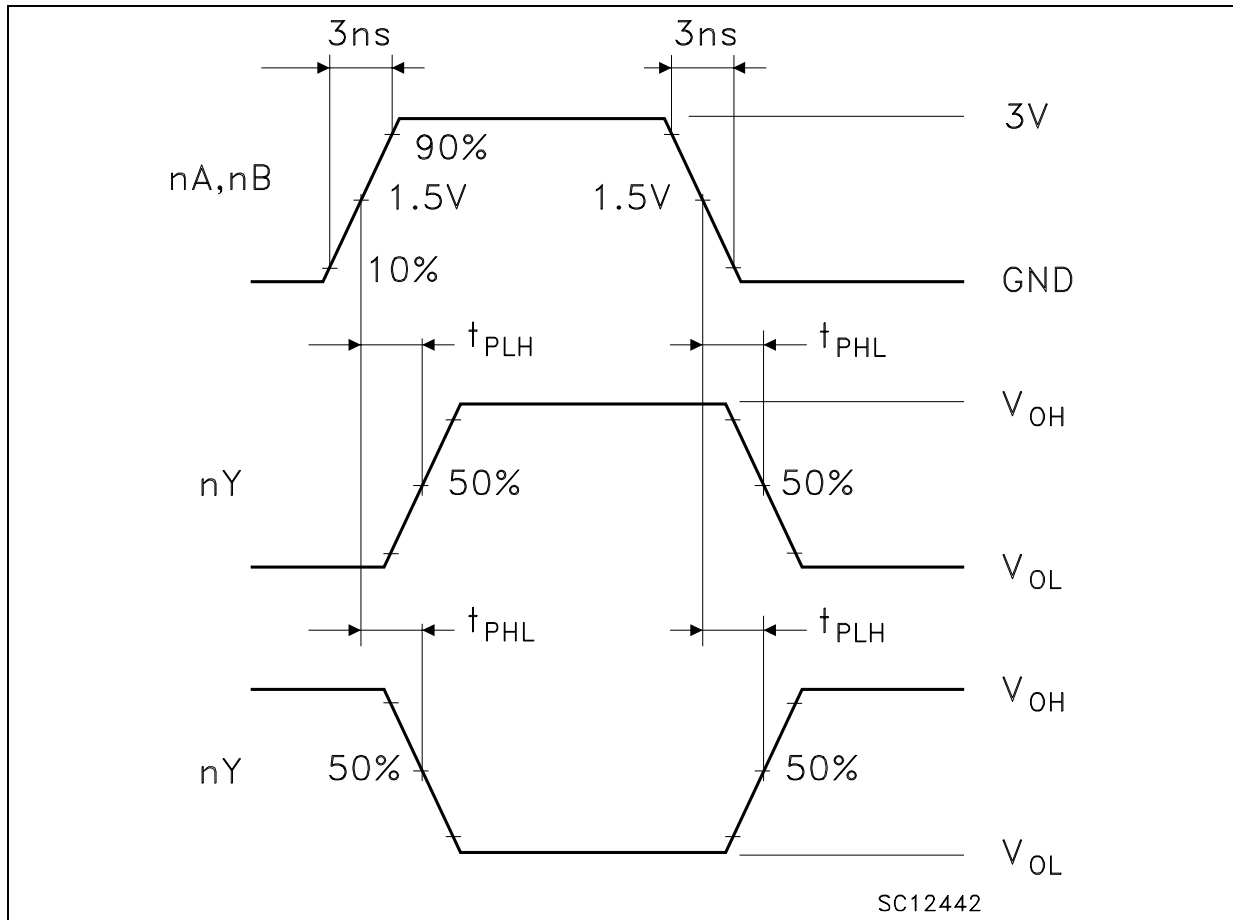 3ns 3ns
3V
90%
nA,nB
1.5V 1.5V
10%
GND
tPLH tPHL
VOH
nY 50% 50%
VOL
tPHL tPLH
VOH
nY 50% 50%
VOL
SC12442